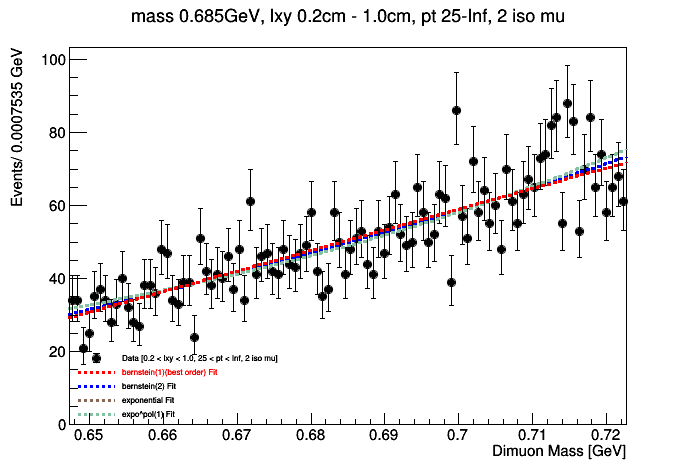 mass 0.685GeV, lxy 0.2cm - 1.0cm, pt 25-Inf, 2 iso mu
Events/ 0.0007535 GeV
100
80
60
40
20
0
Data [0.2 < lxy < 1.0, 25 < pt < Inf, 2 iso mu]
bernstein(1)(best order) Fit
bernstein(2) Fit
exponential Fit
expo*pol(1) Fit
0.65 0.66 0.67 0.68 0.69 0.7 0.71 0.72
Dimuon Mass [GeV]